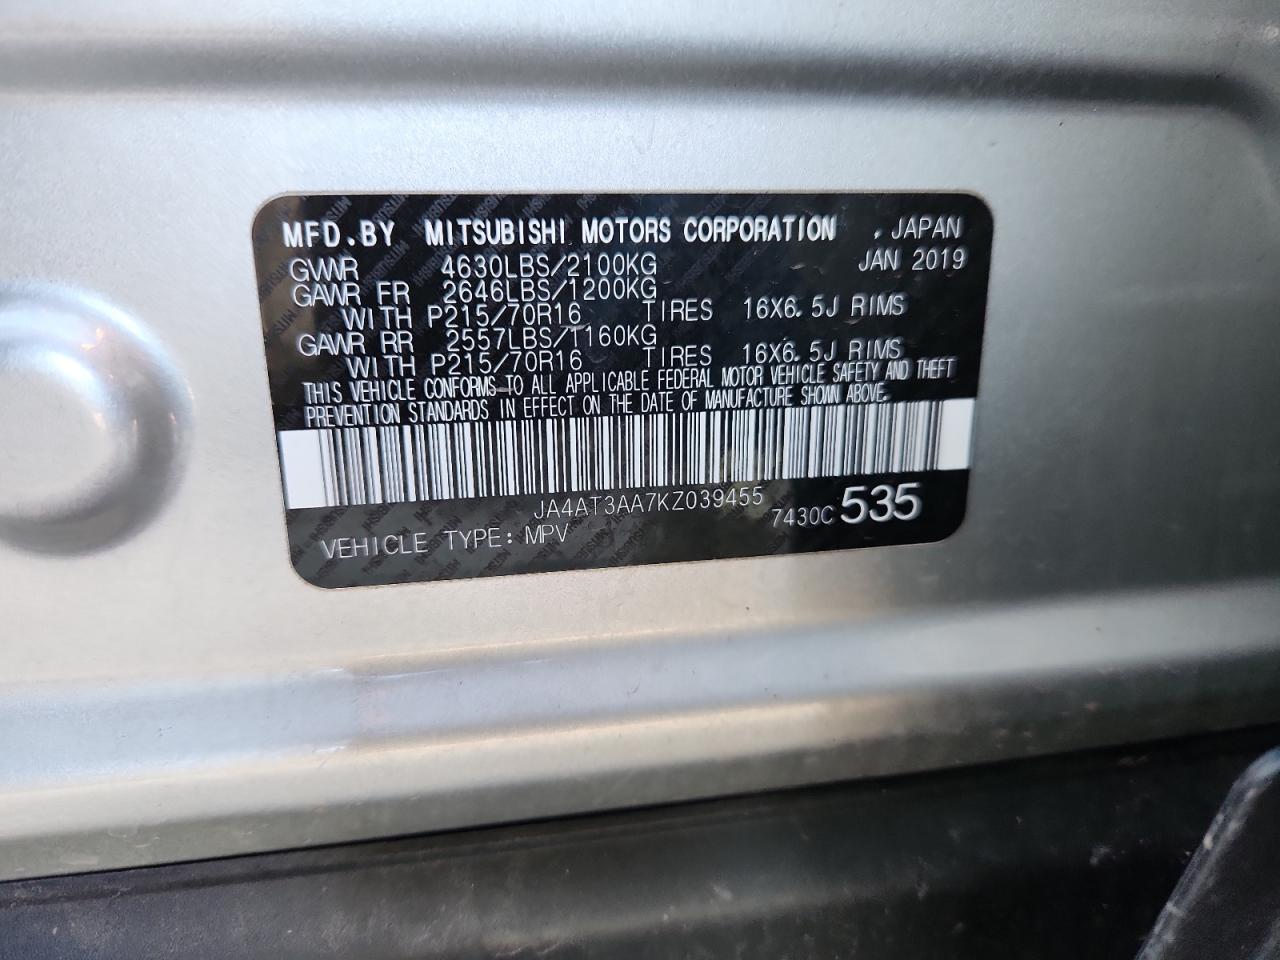 MFD.BY MITSUBISHI MOTORS CORPORATION , JAPAN
GVWR 4630LBS/2100KG JAN 2019
GAWR FR 2646LBS/1200KG
WITH P215/70R16 TIRES 16X6.5J RIMS
GAWR RR 2557LBS/1160KG
WITH P215/70R16 TIRES 16X6.5J RIMS
THIS VEHICLE CONFORMS TO ALL APPLICABLE FEDERAL MOTOR VEHICLE SAFETY AND THEFT
PREVENTION STANDARDS IN EFFECT ON THE DATE OF MANUFACTURE SHOWN ABOVE.
JA4AT3AA7KZ039455 7430C 535
VEHICLE TYPE: MPV